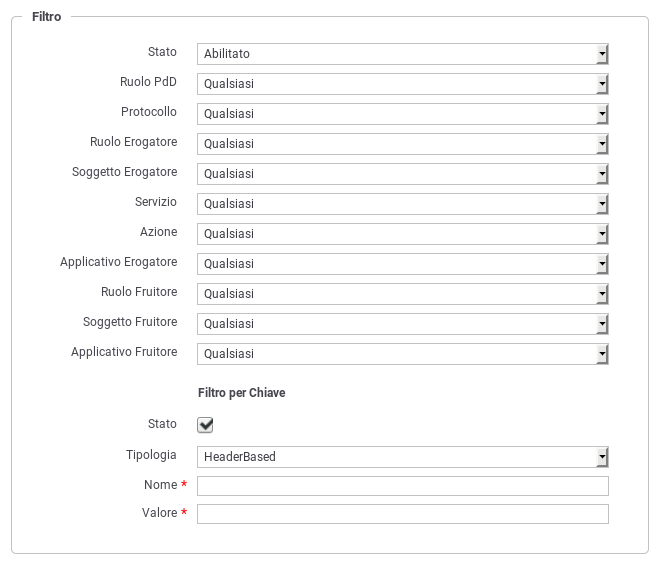 Filtro
Stato Abilitato
Ruolo PdD Qualsiasi
Protocollo Qualsiasi
Ruolo Erogatore Qualsiasi
Soggetto Erogatore Qualsiasi
Servizio Qualsiasi
Azione Qualsiasi
Applicativo Erogatore Qualsiasi
Ruolo Fruitore Qualsiasi
Soggetto Fruitore Qualsiasi
Applicativo Fruitore Qualsiasi
Filtro per Chiave
Stato
Tipologia HeaderBased
Nome *
Valore *